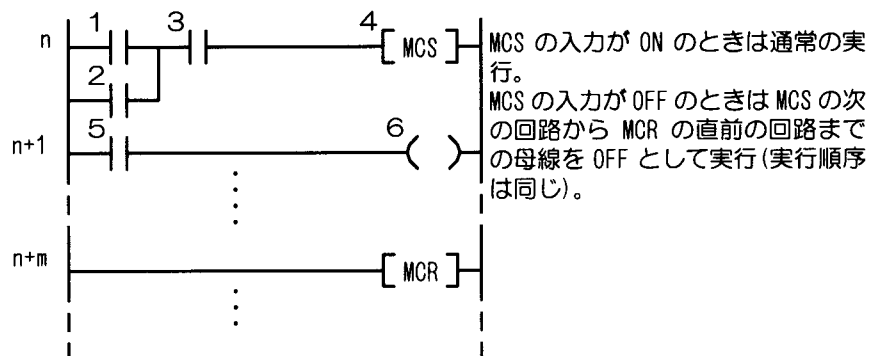 1 3 4
n [ MCS ] MCS の入力が ON のときは通常の実
行。
2
MCS の入力が OFF のときは MCS の次
の回路から MCR の直前の回路まで
5 6
n+1 の母線を OFF として実行(実行順序
は同じ)。
n+m [ MCR ]